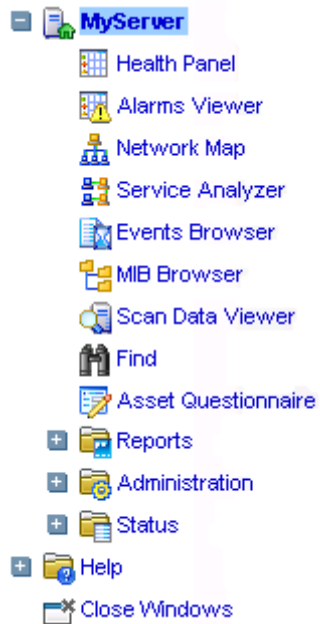 MyServer
Health Panel
Alarms Viewer
Network Map
Service Analyzer
Events Browser
MIB Browser
Scan Data Viewer
Find
Asset Questionnaire
Reports
Administration
Status
Help
Close Windows